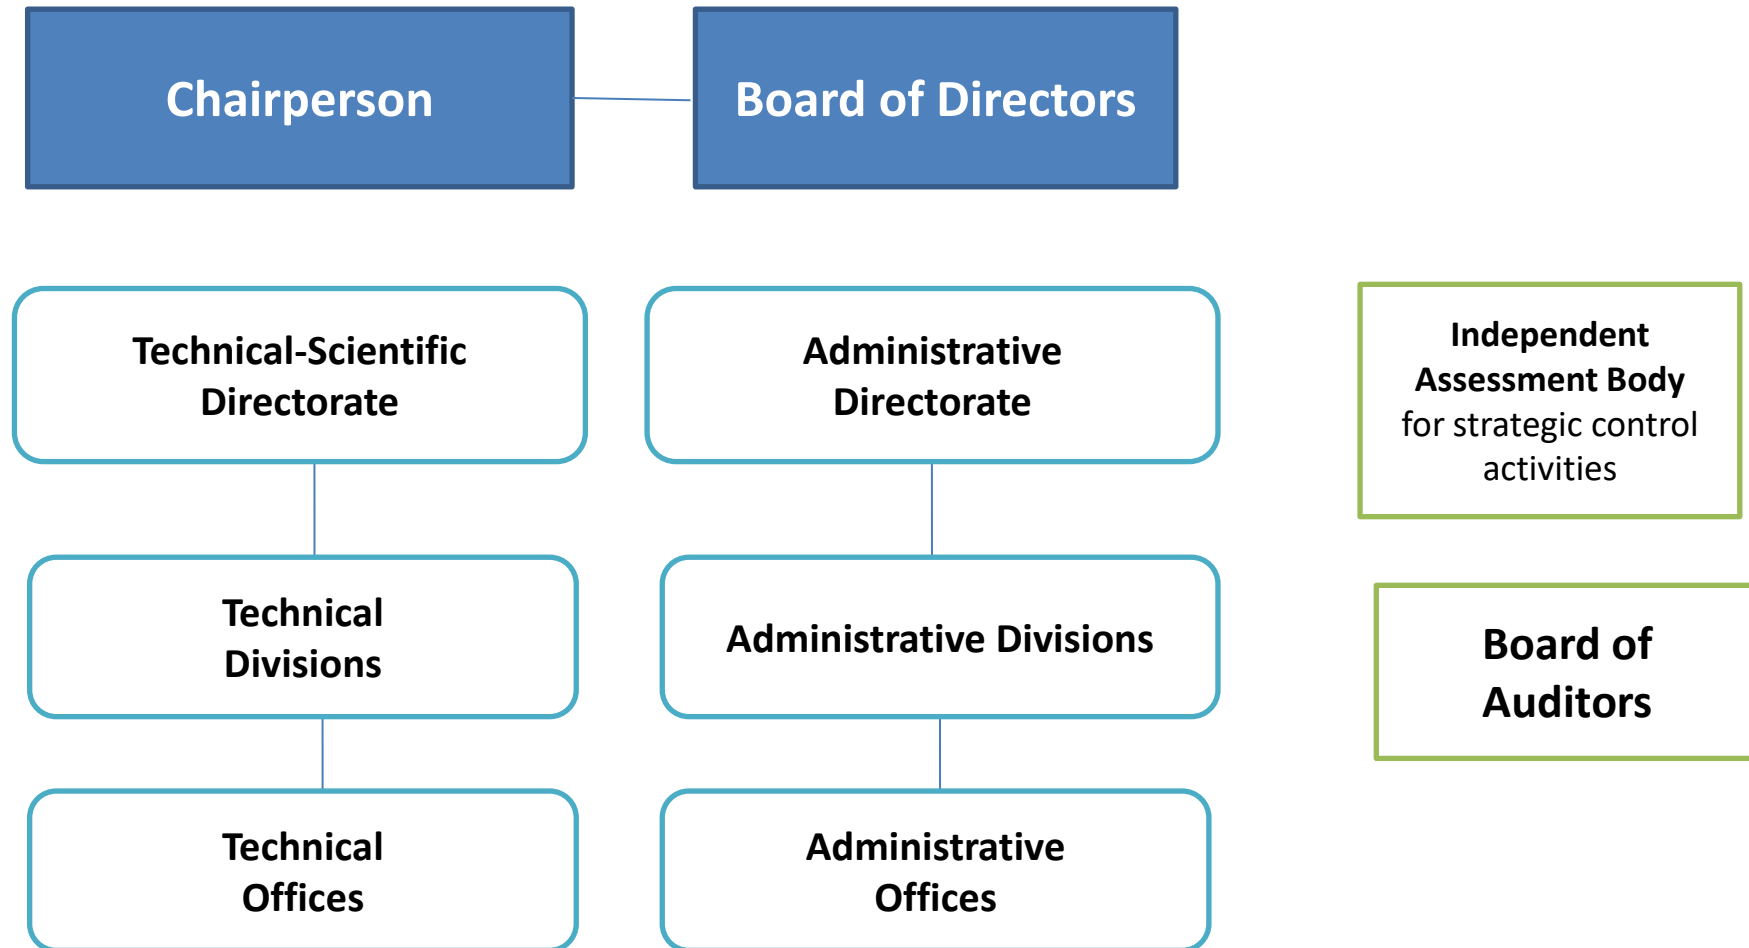 Chairperson
Board of Directors
Technical-Scientific
Directorate
Administrative
Directorate
Independent
Assessment Body
for strategic control
activities
Technical
Divisions
Administrative Divisions
Board of
Auditors
Technical
Offices
Administrative
Offices